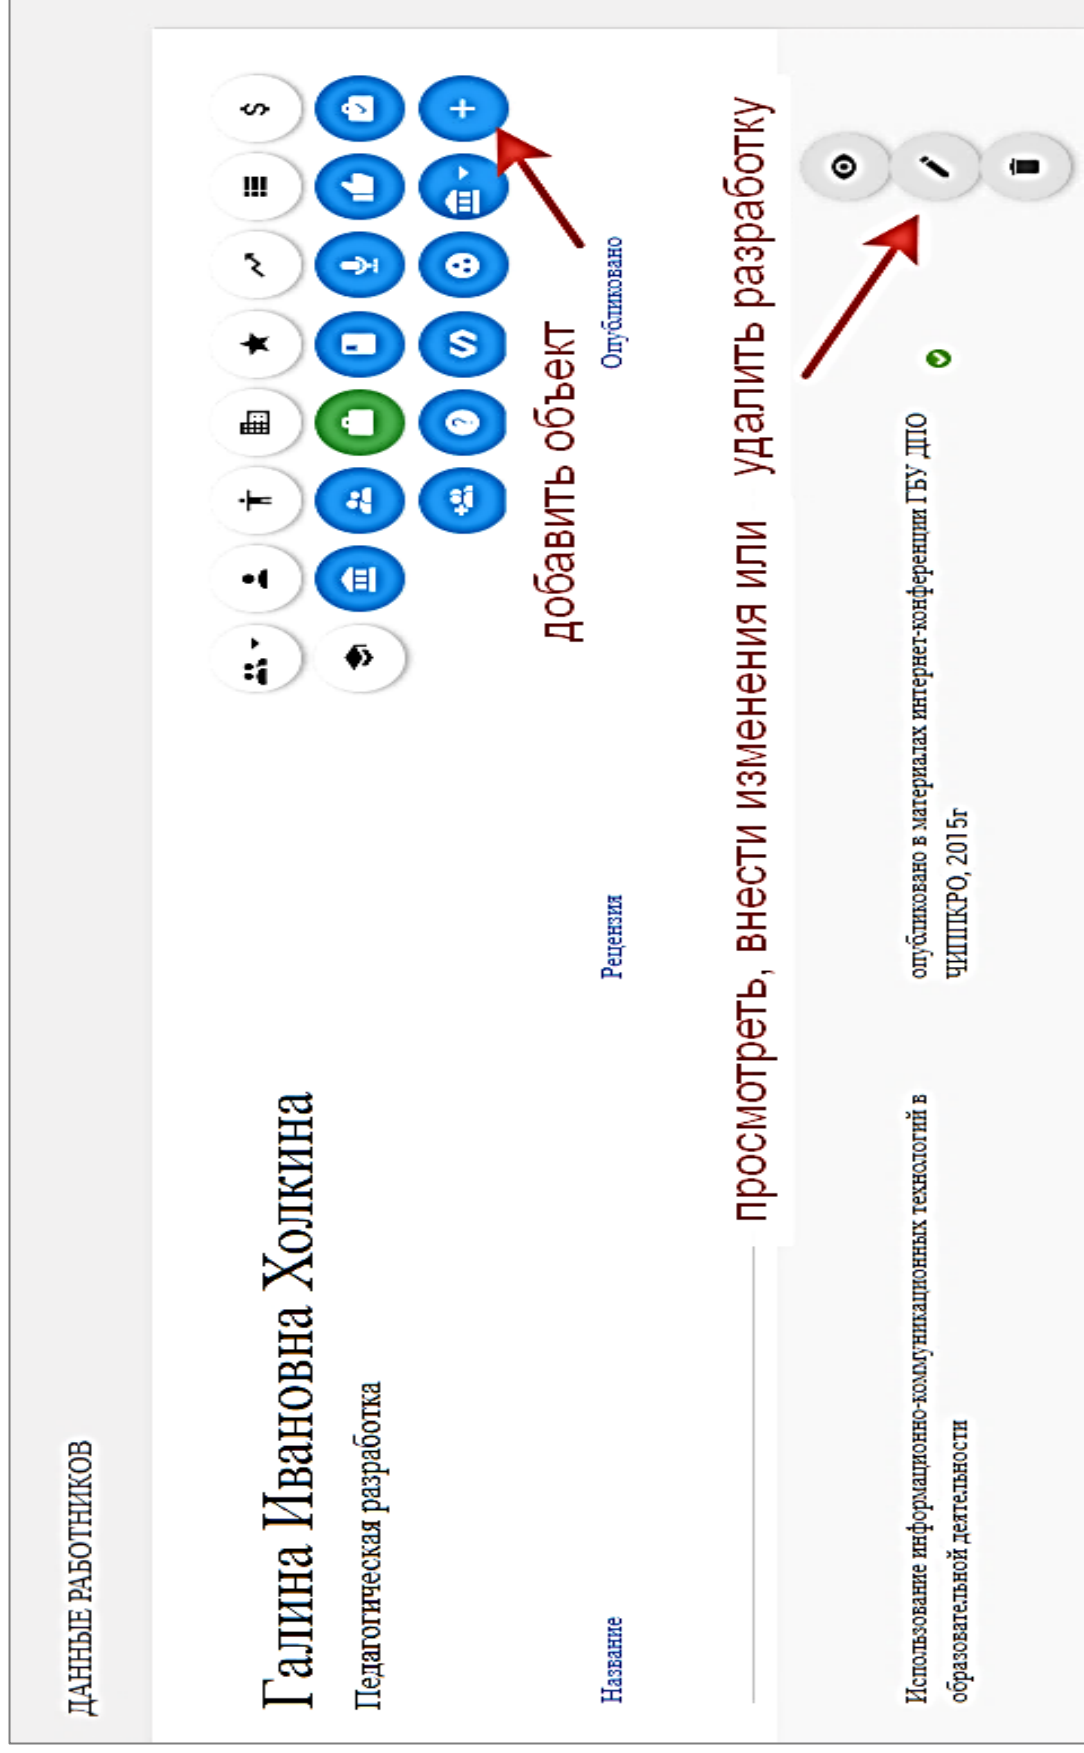 ДАННЫЕ РАБОТНИКОВ
Галина Ивановна Холкина
Педагогическая разработка
добавить объект
Название
Рецензия
Опубликовано
просмотреть, внести изменения или удалить разработку
Использование информационно-коммуникационных технологий в
образовательной деятельности
опубликовано в материалах интернет-конференции ГБУ ДПО
ЧИППКРО, 2015г